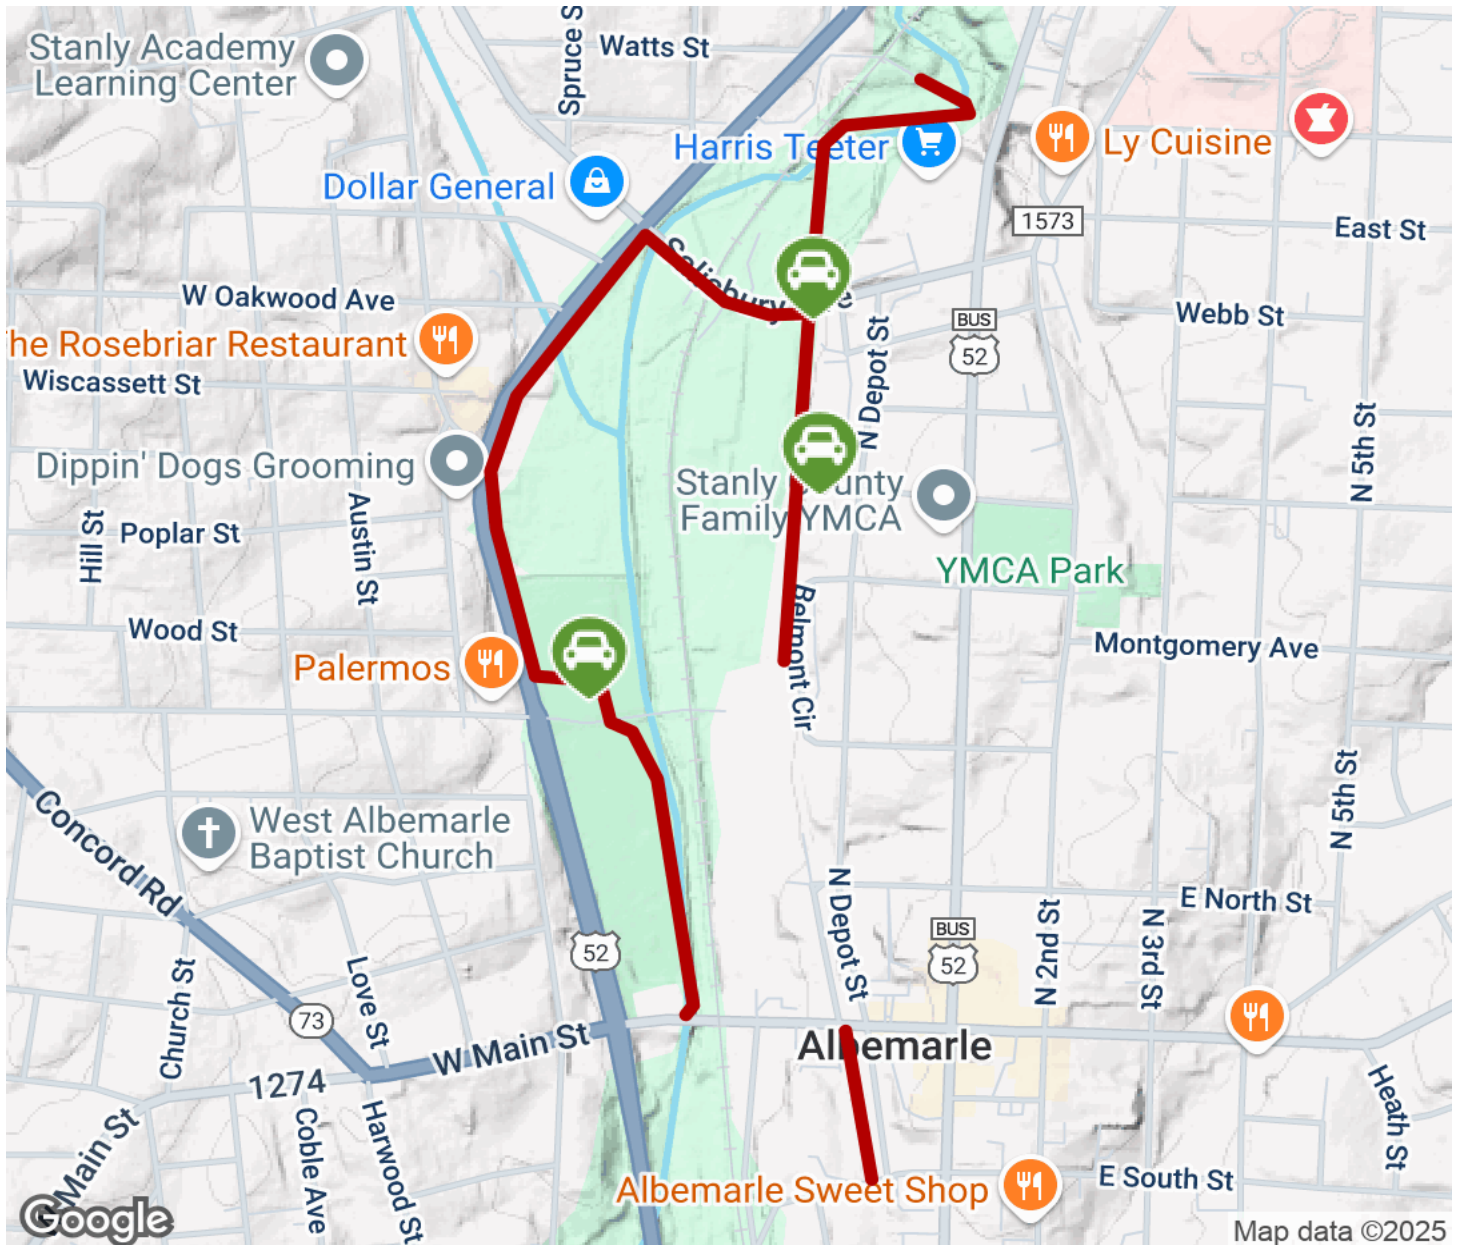 Stanly Academy
Learning Center
Spruce S
Watts St
Harris Teeter
Ly Cuisine
Dollar General
1573
East St
Salisbury
W Oakwood Ave
Webb St
The Rosebriar Restaurant
BUS
52
N Depot St
Wiscassett St
N 5th St
Dippin' Dogs Grooming
Stanly County
Family YMCA
Hill St
Poplar St
Austin St
YMCA Park
Belmont Cir
Wood St
Montgomery Ave
Palermos
N 5th St
Concord Rd
West Albemarle
Baptist Church
N Depot St
E North St
N 2nd St
N 3rd St
BUS
52
52
Church St
Love St
73
W Main St
Albemarle
1274
Heath St
Main St
Coble Ave
Harwood St
Albemarle Sweet Shop
E South St
Google
Map data ©2025